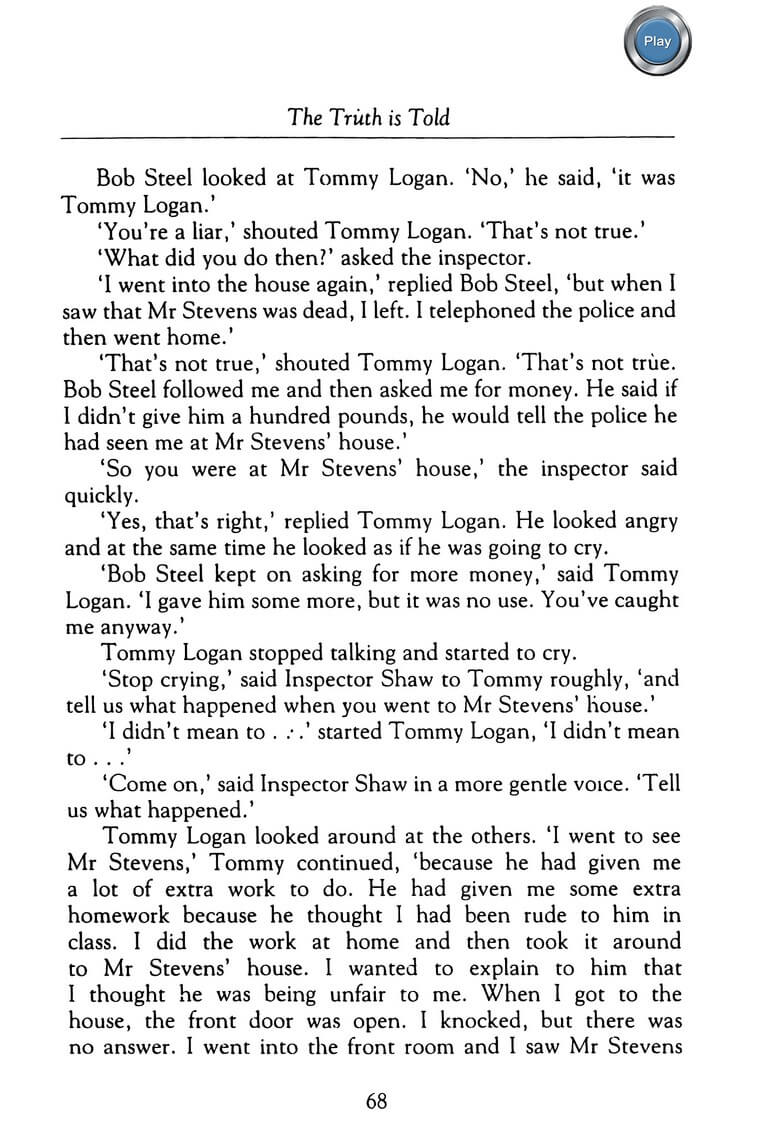 Play
The Truth is Told
Bob Steel looked at Tommy Logan. ‘No,’ he said, ‘it was
Tommy Logan.’
‘You’re a liar,’ shouted Tommy Logan. ‘That’s not true.’
‘What did you do then?’ asked the inspector.
‘I went into the house again,’ replied Bob Steel, ‘but when I
saw that Mr Stevens was dead, I left. I telephoned the police and
then went home.’
‘That’s not true,’ shouted Tommy Logan. ‘That’s not true.
Bob Steel followed me and then asked me for money. He said if
I didn’t give him a hundred pounds, he would tell the police he
had seen me at Mr Stevens’ house.’
‘So you were at Mr Stevens’ house,’ the inspector said
quickly.
‘Yes, that’s right,’ replied Tommy Logan. He looked angry
and at the same time he looked as if he was going to cry.
‘Bob Steel kept on asking for more money,’ said Tommy
Logan. ‘I gave him some more, but it was no use. You’ve caught
me anyway.’
Tommy Logan stopped talking and started to cry.
‘Stop crying,’ said Inspector Shaw to Tommy roughly, ‘and
tell us what happened when you went to Mr Stevens’ house.’
‘I didn’t mean to . . .’ started Tommy Logan, ‘I didn’t mean
to . . .’
‘Come on,’ said Inspector Shaw in a more gentle voice. ‘Tell
us what happened.’
Tommy Logan looked around at the others. ‘I went to see
Mr Stevens,’ Tommy continued, ‘because he had given me
a lot of extra work to do. He had given me some extra
homework because he thought I had been rude to him in
class. I did the work at home and then took it around
to Mr Stevens’ house. I wanted to explain to him that
I thought he was being unfair to me. When I got to the
house, the front door was open. I knocked, but there was
no answer. I went into the front room and I saw Mr Stevens
68